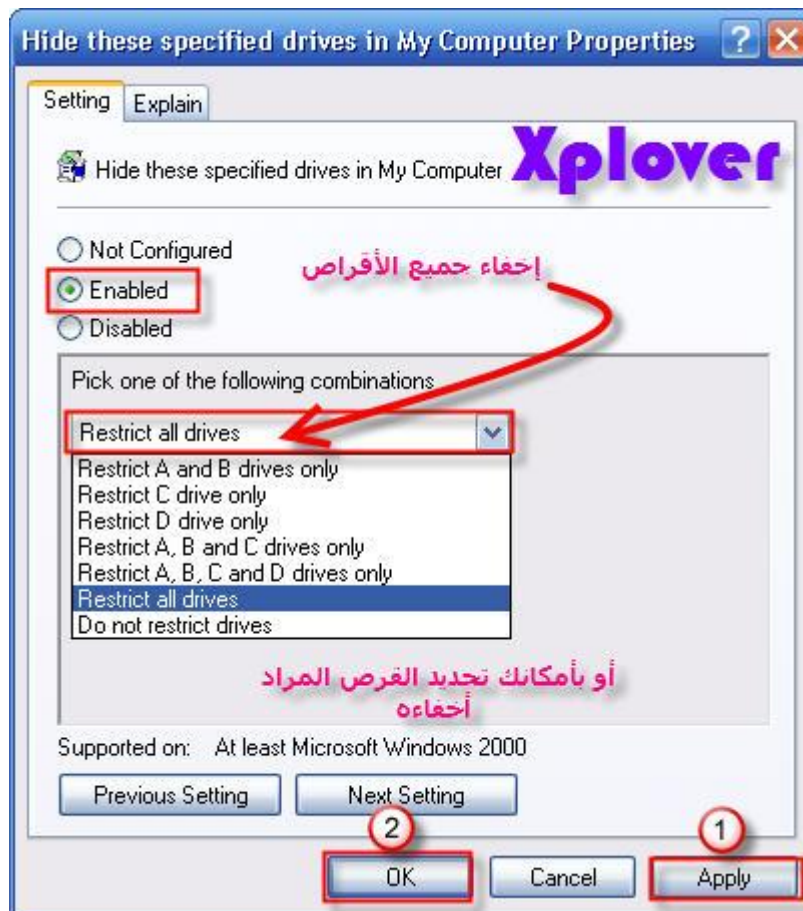 Hide these specified drives in My Computer Properties
Setting
Explain
Xplover
Hide these specified drives in My Computer
Not Configured
إخفاء جميع الأقراص
Enabled
Disabled
Pick one of the following combinations
Restrict all drives
Restrict A and B drives only
Restrict C drive only
Restrict D drive only
Restrict A, B and C drives only
Restrict A, B, C and D drives only
Restrict all drives
Do not restrict drives
أو بأمكانك تحديد القرص المراد
أخفاءه
Supported on: At least Microsoft Windows 2000
Previous Setting
Next Setting
2
1
OK
Cancel
Apply